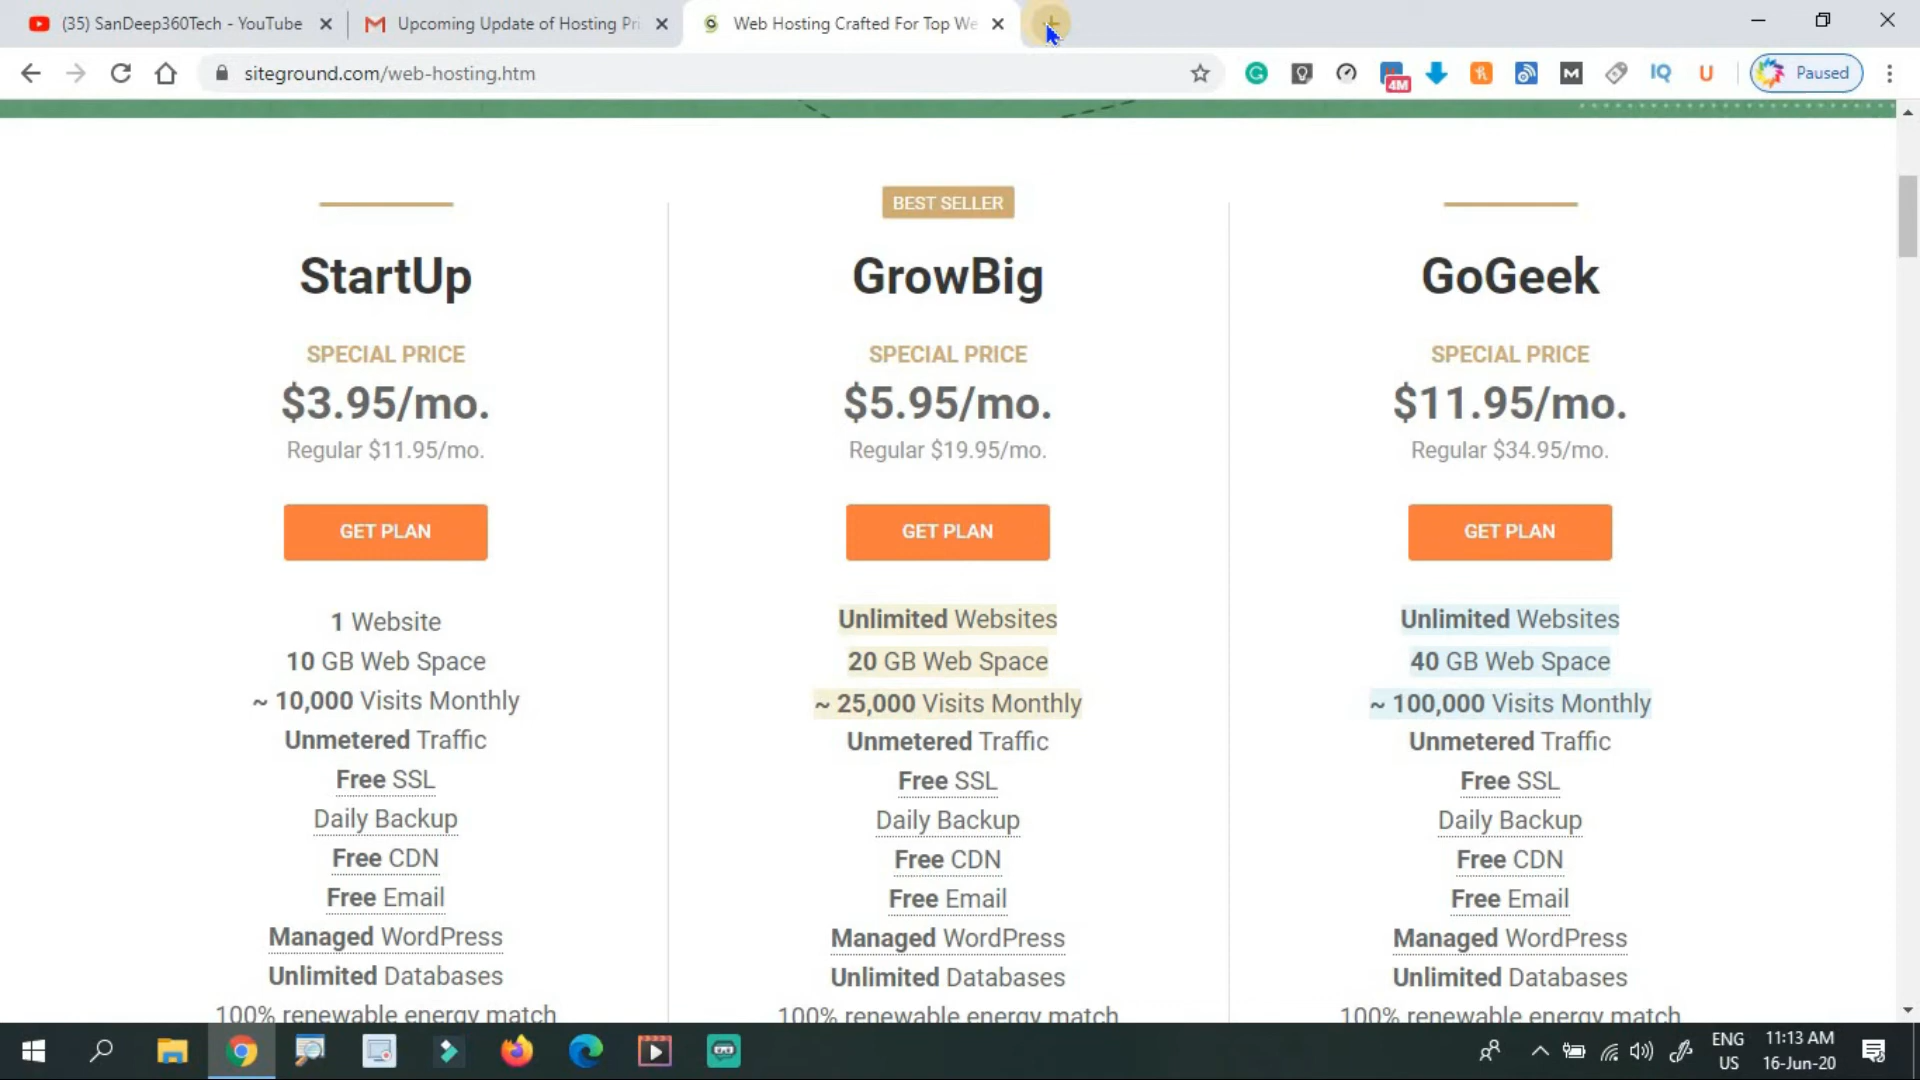 (35) SanDeep360Tech - YouTube
Upcoming Update of Hosting Pri
Web Hosting Crafted For Top We
siteground.com/web-hosting.htm
4M
IQ
Paused
BEST SELLER
StartUp
SPECIAL PRICE
$3.95/mo.
Regular $11.95/mo.
GET PLAN
1 Website
10 GB Web Space
~ 10,000 Visits Monthly
Unmetered Traffic
Free SSL
Daily Backup
Free CDN
Free Email
Managed WordPress
Unlimited Databases
100% renewable energy match
GrowBig
SPECIAL PRICE
$5.95/mo.
Regular $19.95/mo.
GET PLAN
Unlimited Websites
20 GB Web Space
~ 25,000 Visits Monthly
Unmetered Traffic
Free SSL
Daily Backup
Free CDN
Free Email
Managed WordPress
Unlimited Databases
100% renewable energy match
GoGeek
SPECIAL PRICE
$11.95/mo.
Regular $34.95/mo.
GET PLAN
Unlimited Websites
40 GB Web Space
~ 100,000 Visits Monthly
Unmetered Traffic
Free SSL
Daily Backup
Free CDN
Free Email
Managed WordPress
Unlimited Databases
100% renewable energy match
ENG
US
11:13 AM
16-Jun-20